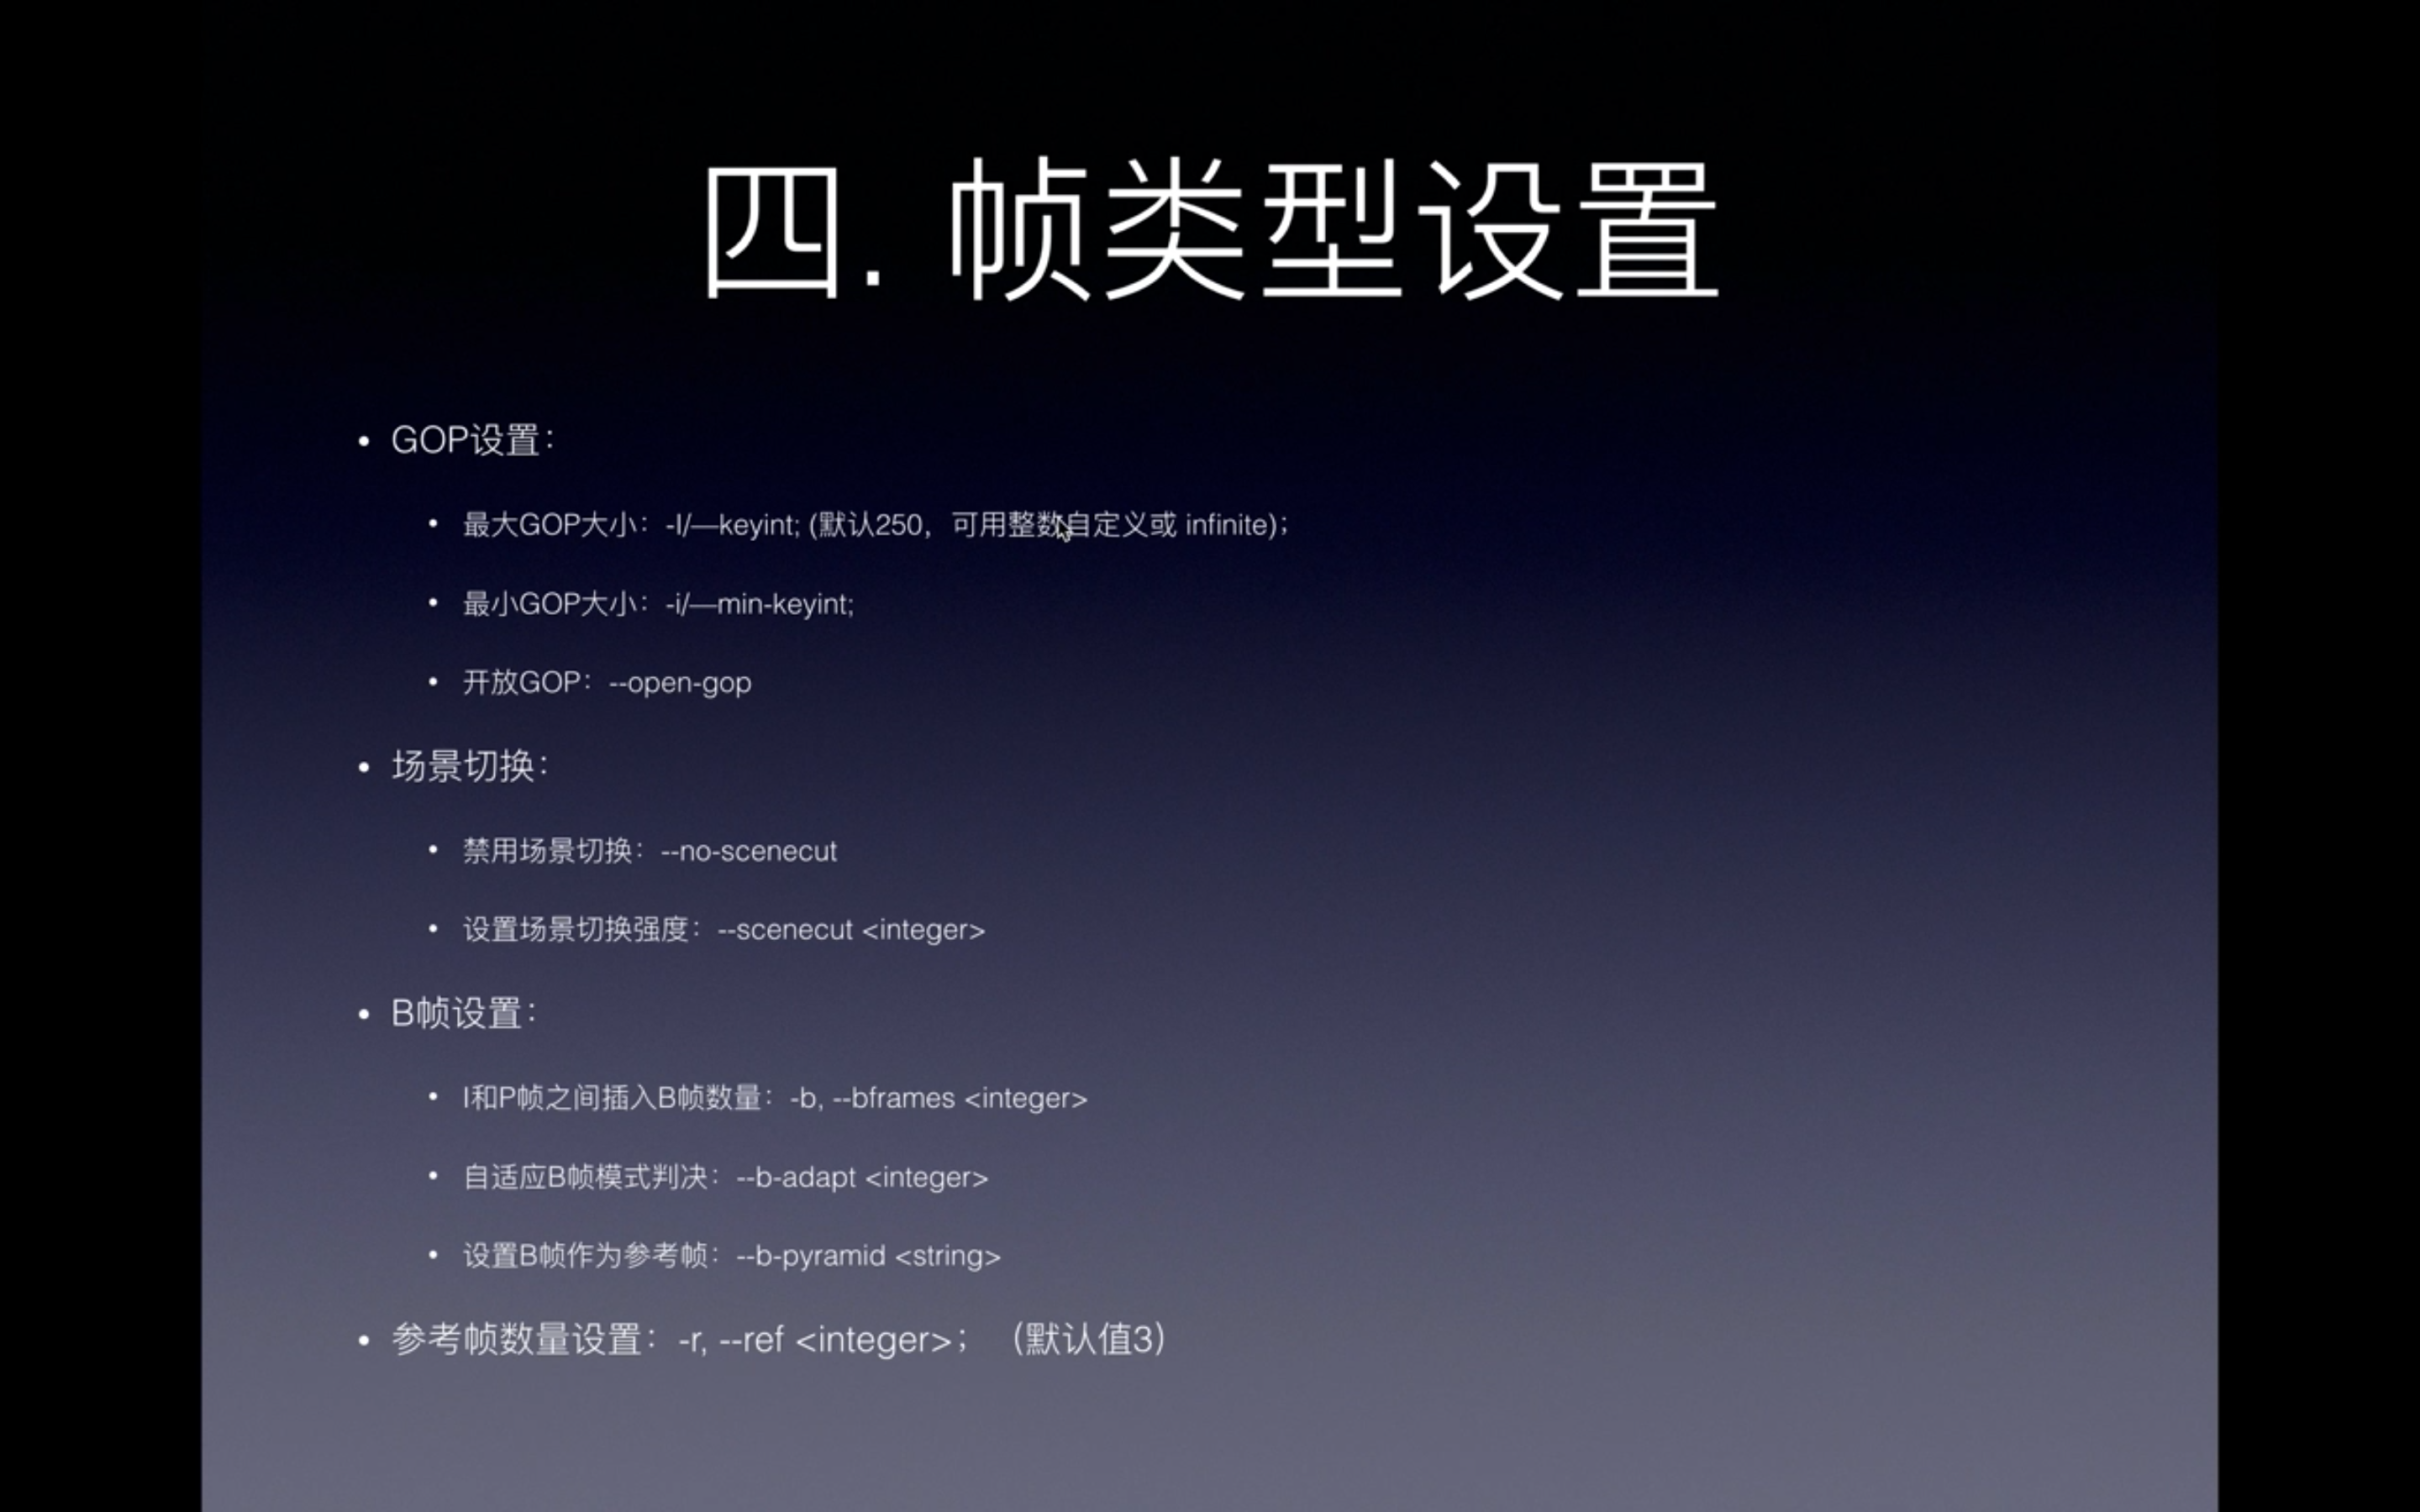 四. 帧类型设置
• GOP设置：
• 最大GOP大小：-I/—keyint; (默认250，可用整数自定义或 infinite)；
• 最小GOP大小：-i/—min-keyint;
• 开放GOP：--open-gop
• 场景切换：
• 禁用场景切换：--no-scenecut
• 设置场景切换强度：--scenecut <integer>
• B帧设置：
• I和P帧之间插入B帧数量：-b, --bframes <integer>
• 自适应B帧模式判决：--b-adapt <integer>
• 设置B帧作为参考帧：--b-pyramid <string>
• 参考帧数量设置：-r, --ref <integer>；（默认值3）